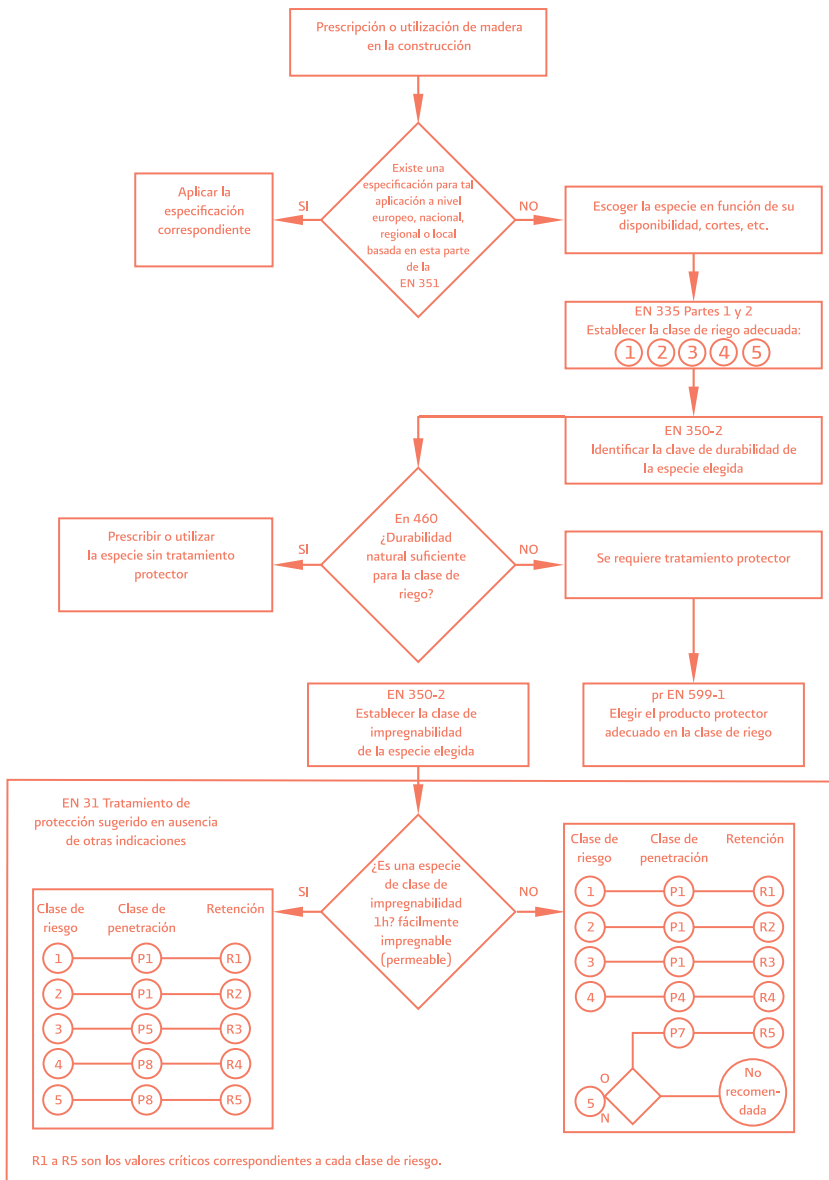 Prescripción o utilización de madera
en la construcción
Existe una
especificación para tal
aplicación a nivel
europeo, nacional,
regional o local
basada en esta parte
de la
EN 351
SI
NO
Aplicar la
especificación
correspondiente
Escoger la especie en función de su
disponibilidad, cortes, etc.
EN 335 Partes 1 y 2
Establecer la clase de riego adecuada:
1 2 3 4 5
EN 350-2
Identificar la clave de durabilidad de
la especie elegida
En 460
¿Durabilidad
natural suficiente
para la clase de
riego?
SI
NO
Prescribir o utilizar
la especie sin tratamiento
protector
Se requiere tratamiento protector
EN 350-2
Establecer la clase de
impregnabilidad
de la especie elegida
pr EN 599-1
Elegir el producto protector
adecuado en la clase de riego
EN 31 Tratamiento de
protección sugerido en ausencia
de otras indicaciones
¿Es una especie
de clase de
impregnabilidad
1h? fácilmente
impregnable
(permeable)
SI
NO
Clase de
riesgo
Clase de
penetración
Retención
1 P1 R1
2 P1 R2
3 P5 R3
4 P8 R4
5 P8 R5
Clase de
riesgo
Clase de
penetración
Retención
1 P1 R1
2 P1 R2
3 P1 R3
4 P4 R4
P7 R5
O
5
N
No
recomen-
dada
R1 a R5 son los valores críticos correspondientes a cada clase de riesgo.